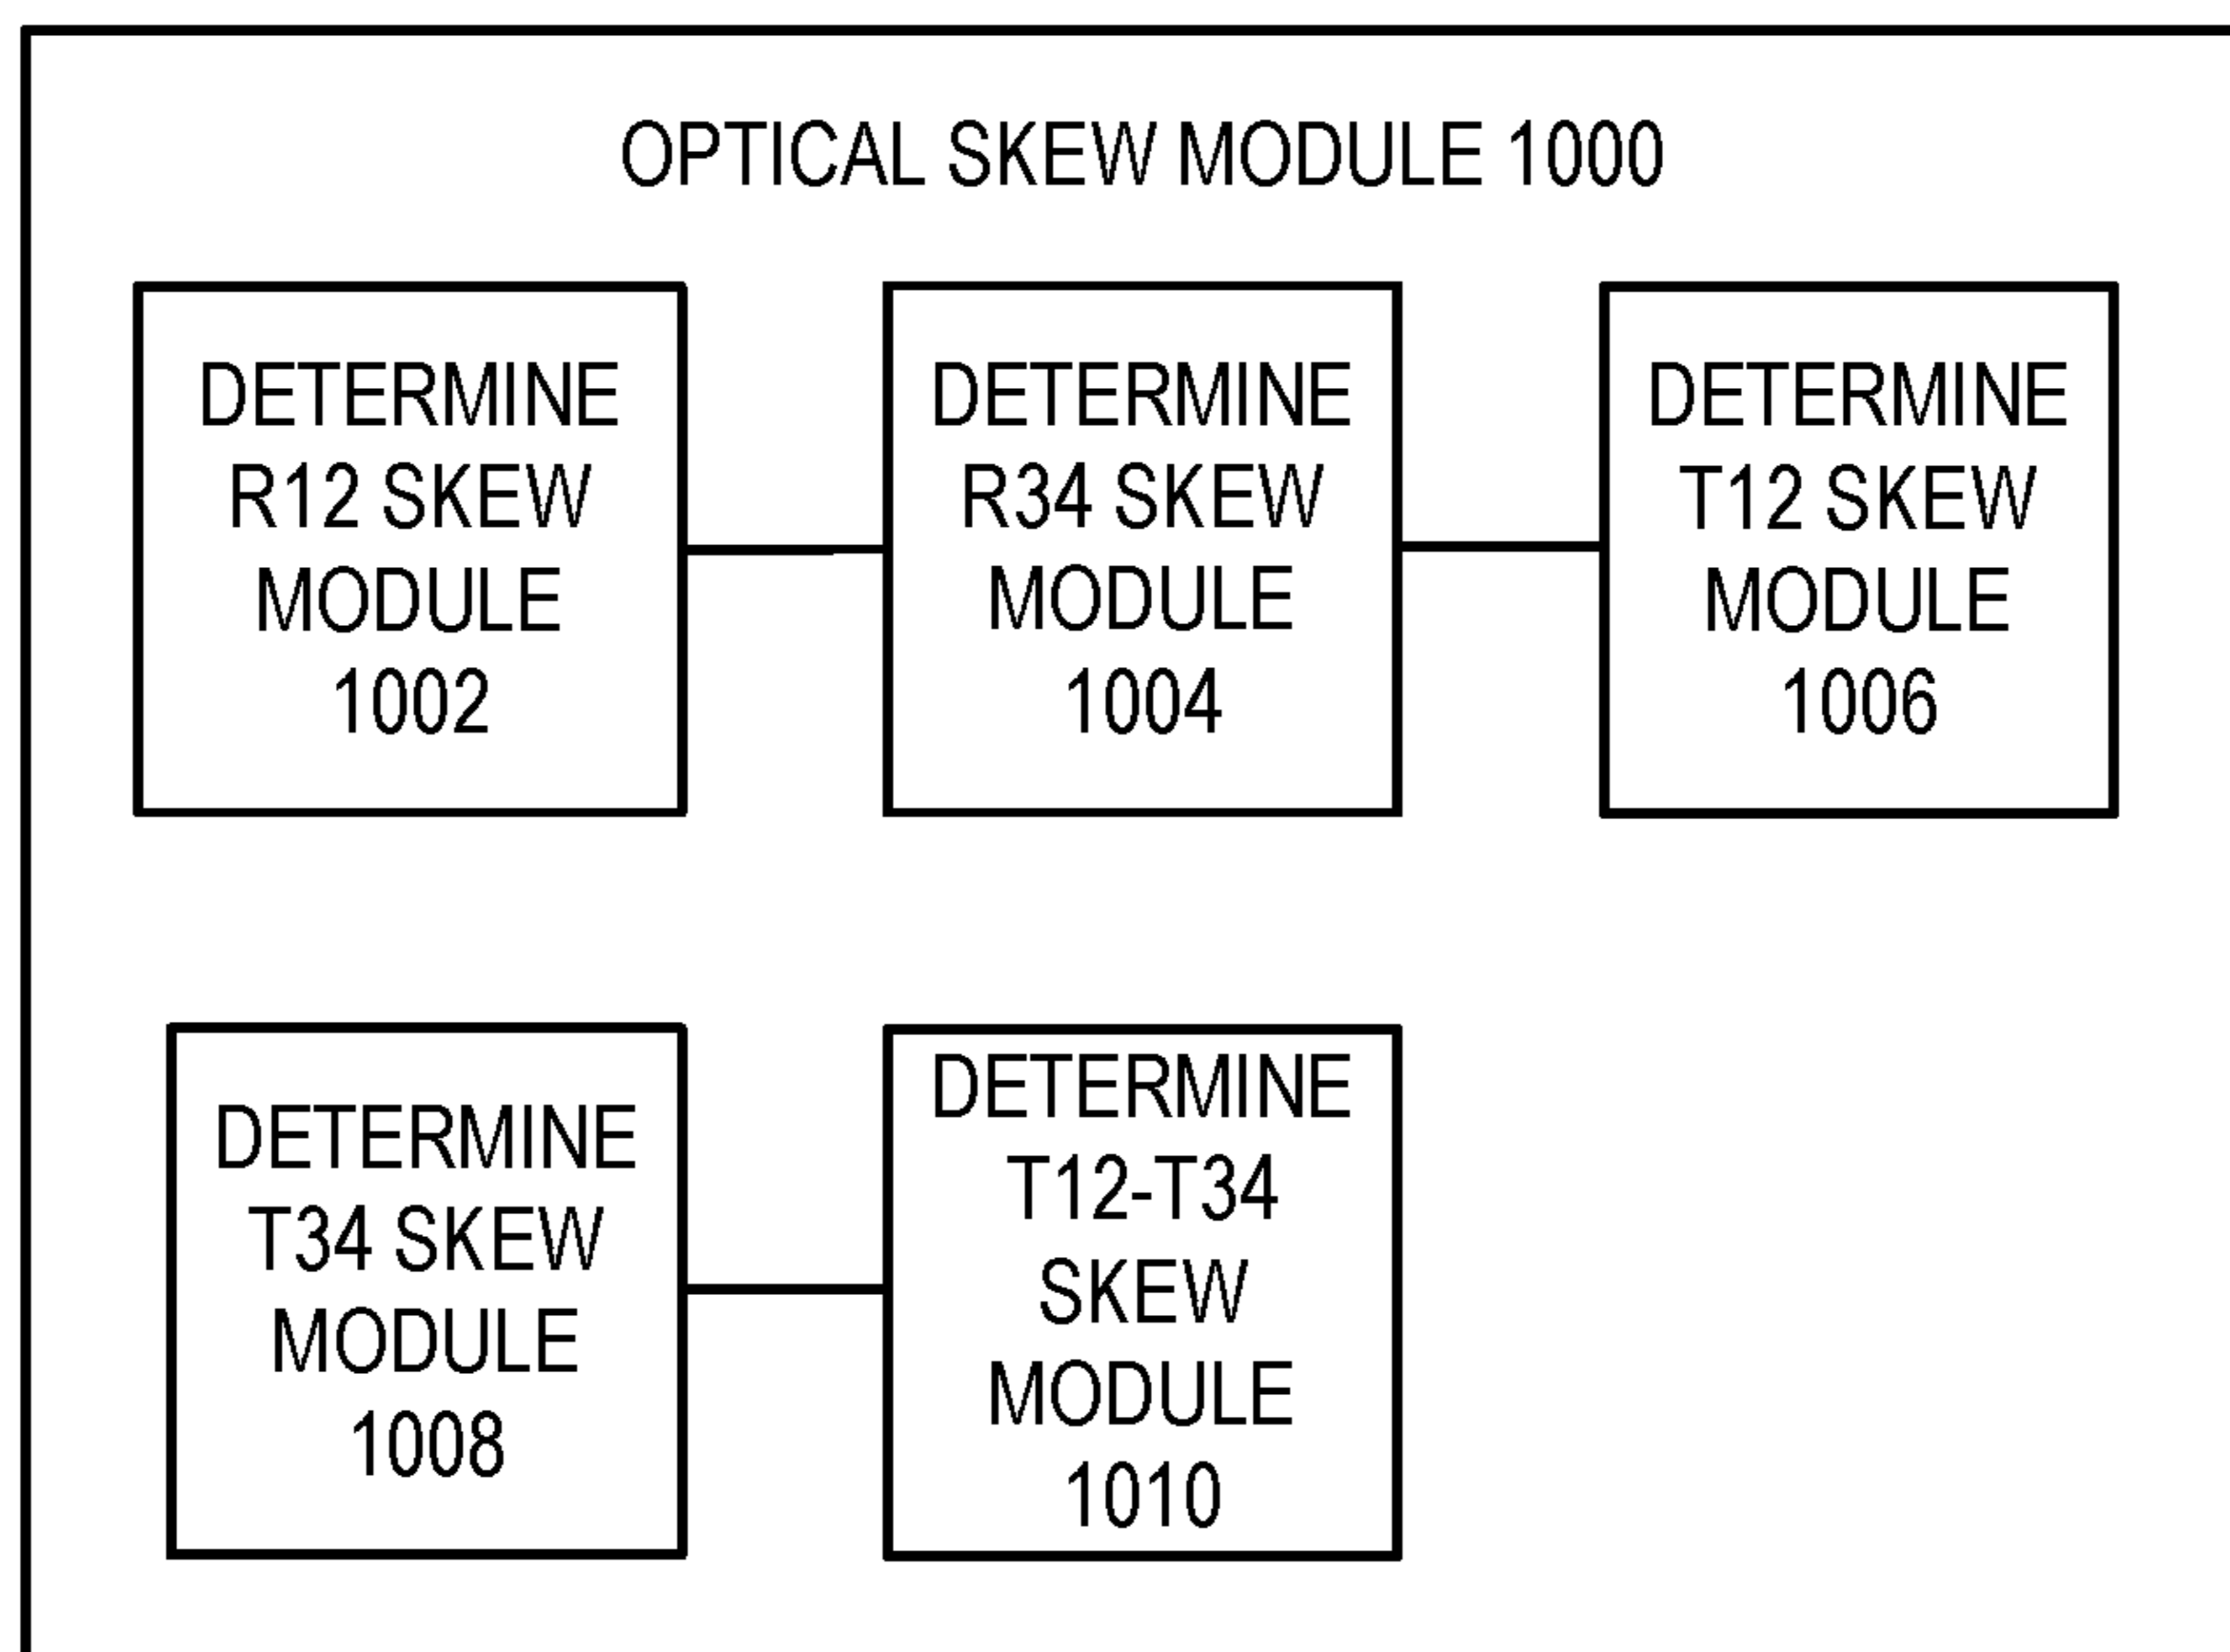 OPTICAL SKEW MODULE 1000
DETERMINE
R12 SKEW
MODULE
1002
DETERMINE
R34 SKEW
MODULE
1004
DETERMINE
T12 SKEW
MODULE
1006
DETERMINE
T34 SKEW
MODULE
1008
DETERMINE
T12-T34
SKEW
MODULE
1010